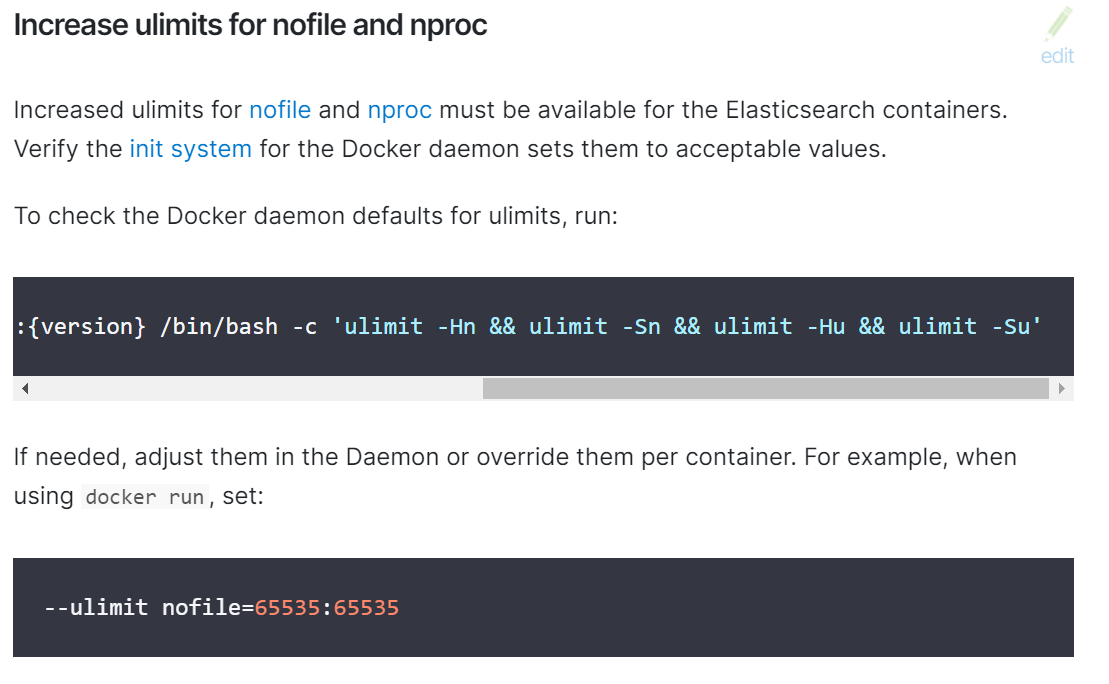 Increase ulimits for nofile and nproc
edit
Increased ulimits for nofile and nproc must be available for the Elasticsearch containers.
Verify the init system for the Docker daemon sets them to acceptable values.
To check the Docker daemon defaults for ulimits, run:
:{version} /bin/bash -c 'ulimit -Hn && ulimit -Sn && ulimit -Hu && ulimit -Su'
If needed, adjust them in the Daemon or override them per container. For example, when
using docker run, set:
--ulimit nofile=65535:65535